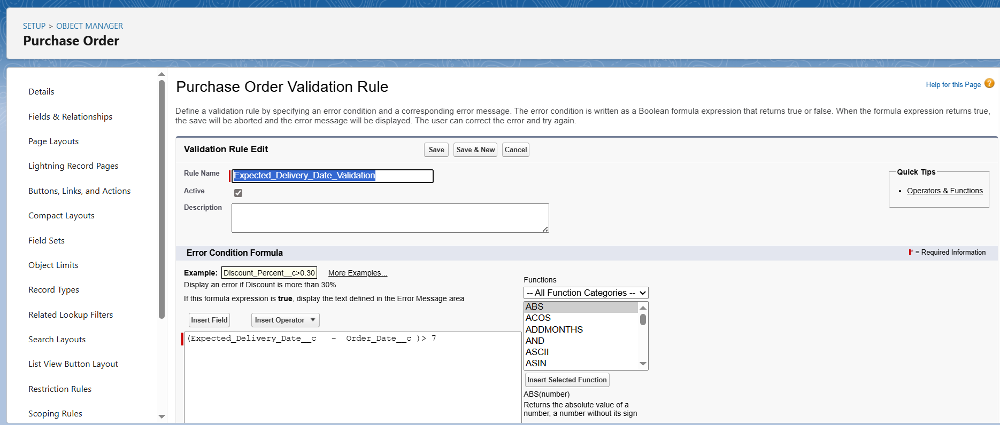 SETUP > OBJECT MANAGER
Purchase Order
Details
Fields & Relationships
Page Layouts
Lightning Record Pages
Buttons, Links, and Actions
Compact Layouts
Field Sets
Object Limits
Record Types
Related Lookup Filters
Search Layouts
List View Button Layout
Restriction Rules
Scoping Rules
Purchase Order Validation Rule
Help for this Page ?
Define a validation rule by specifying an error condition and a corresponding error message. The error condition is written as a Boolean formula expression that returns true or false. When the formula expression returns true,
the save will be aborted and the error message will be displayed. The user can correct the error and try again.
Validation Rule Edit
Save
Save & New
Cancel
Rule Name
Expected_Delivery_Date_Validation
Active
Description
Quick Tips
• Operators & Functions
Error Condition Formula
* = Required Information
Example: Discount_Percent__c>0.30 More Examples...
Display an error if Discount is more than 30%
If this formula expression is true, display the text defined in the Error Message area
Insert Field
Insert Operator
(Expected_Delivery_Date__c   -  Order_Date__c )> 7
Functions
-- All Function Categories --
ABS
ACOS
ADDMONTHS
AND
ASCII
ASIN
Insert Selected Function
ABS(number)
Returns the absolute value of a
number, a number without its sign